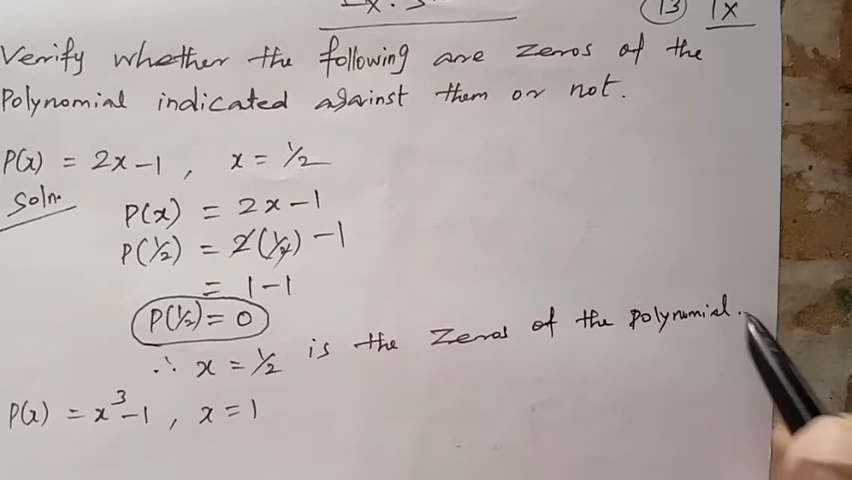 13 IX
Verify whether the following are zeros of the
Polynomial indicated against them or not.
P(x) = 2x-1, x = 1/2
Soln.
P(x) = 2x-1
P(1/2) = 2(1/2) -1
= 1-1
P(1/2) = 0
∴ x = 1/2 is the zeros of the polynomial.
P(x) = x³-1, x = 1